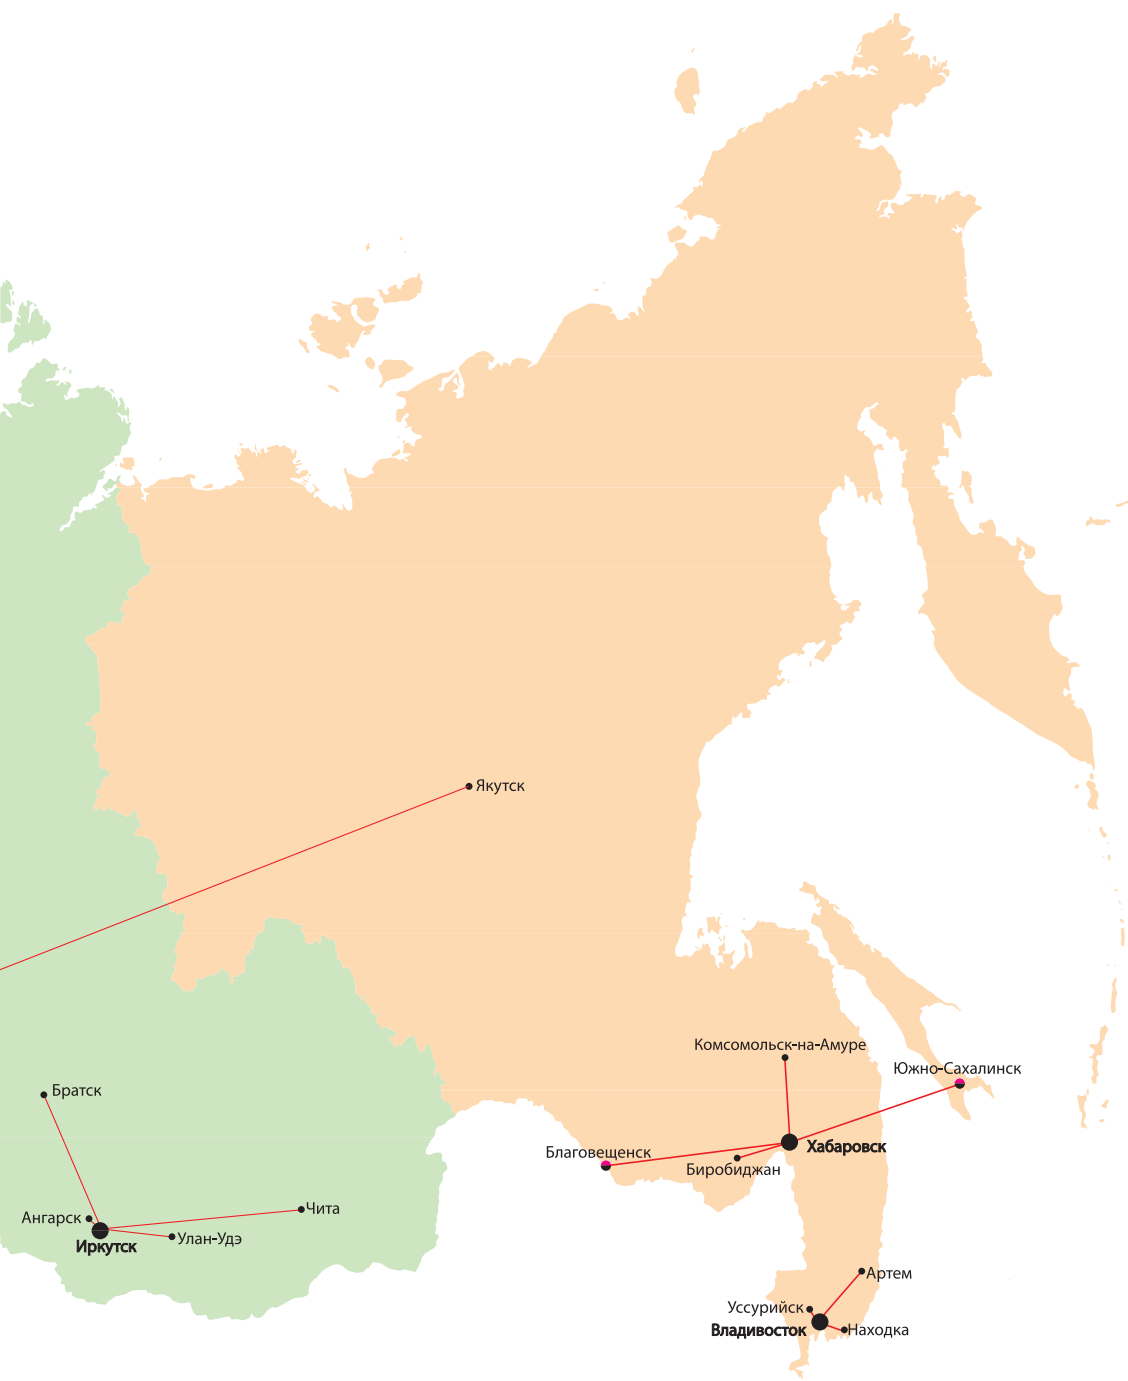 Якутск
Комсомольск-на-Амуре
Южно-Сахалинск
Братск
Хабаровск
Благовещенск
Биробиджан
Чита
Ангарск
Улан-Удэ
Иркутск
Артем
Уссурийск
Владивосток
Находка